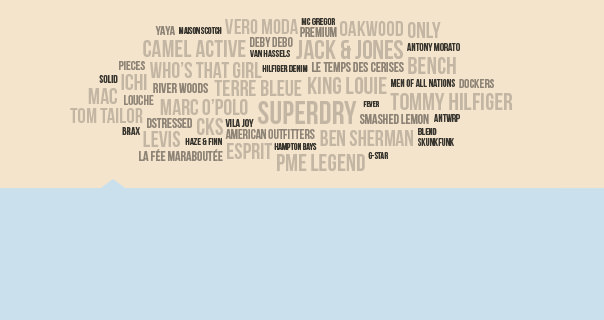 YAYA MAISON SCOTCH VERO MODA MC GREGOR PREMIUM OAKWOOD ONLY
CAMEL ACTIVE DEBY DEBO VAN HASSELS JACK & JONES ANTONY MORATO
PIECES WHO'S THAT GIRL HILFIGER DENIM LE TEMPS DES CERISES BENCH
SOLID ICHI RIVER WOODS TERRE BLEUE KING LOUIE MEN OF ALL NATIONS DOCKERS
MAC LOUCHE MARC O'POLO SUPERDRY FEVER TOMMY HILFIGER
TOM TAILOR DSTRESSED CKS VILA JOY SMASHED LEMON ANTWRP
BRAX LEVIS HAZE & FINN AMERICAN OUTFITTERS BEN SHERMAN BLEND SKUNKFUNK
LA FÉE MARABOUTÉE ESPRIT HAMPTON BAYS PME LEGEND G-STAR